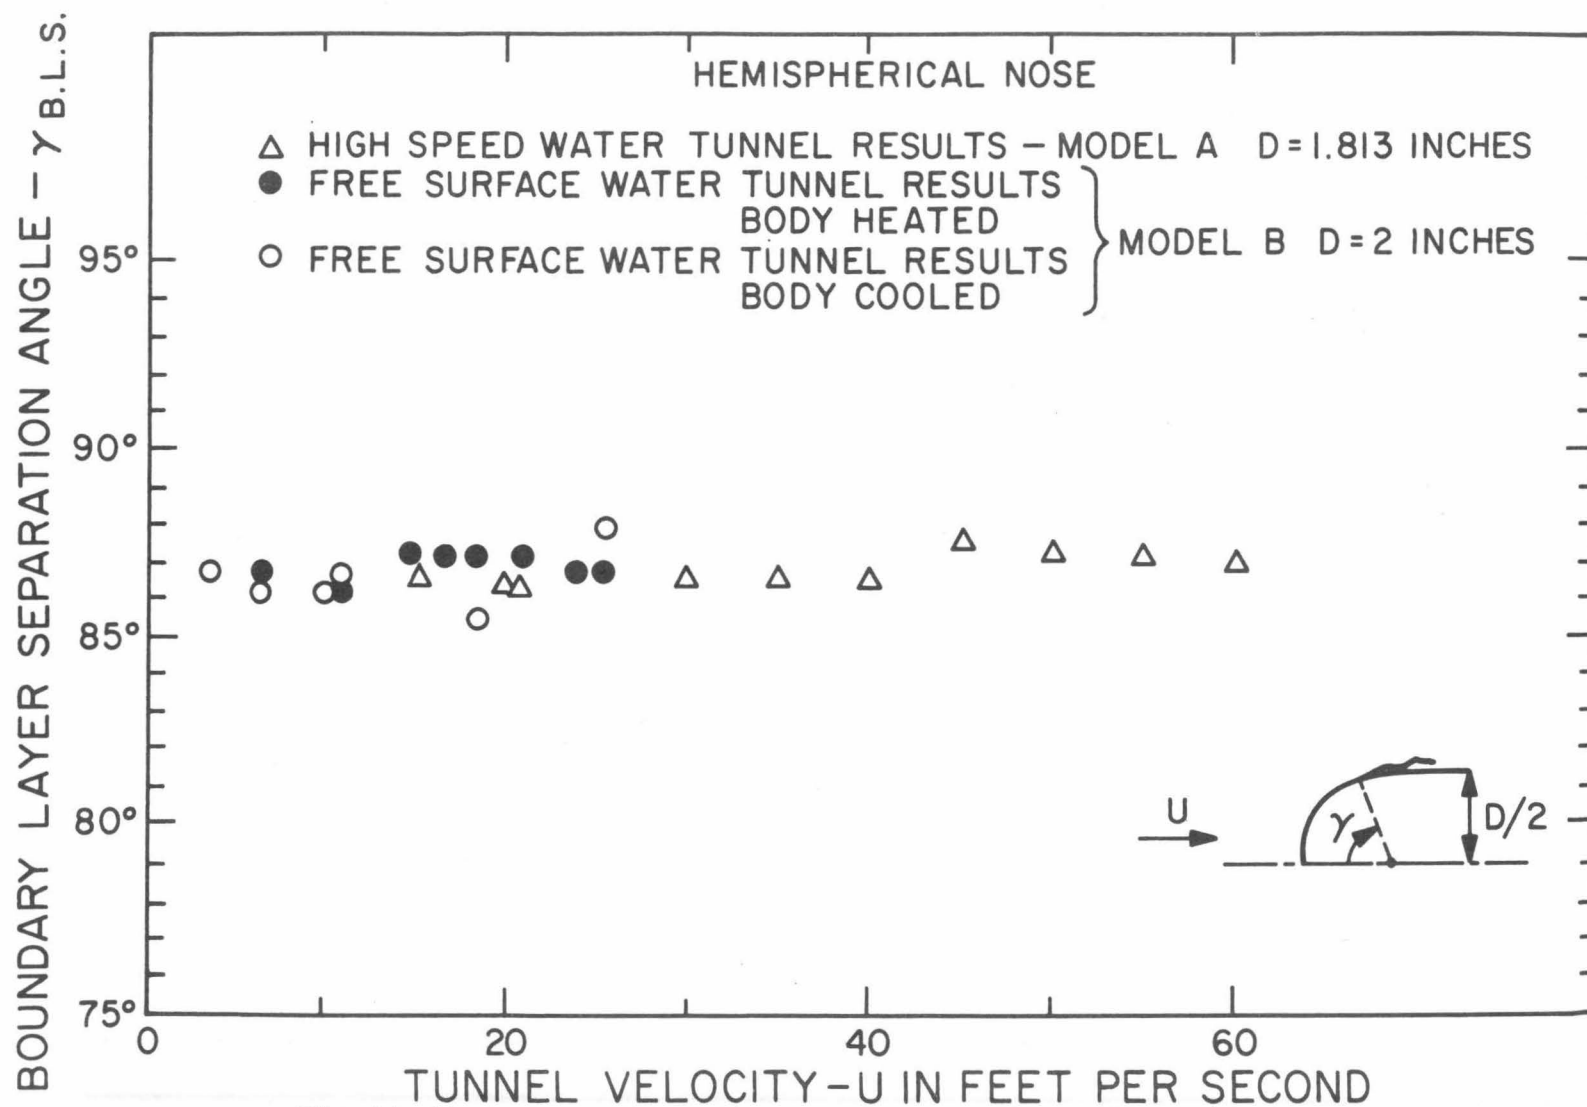 HEMISPHERICAL NOSE
△ HIGH SPEED WATER TUNNEL RESULTS – MODEL A D = 1.813 INCHES
● FREE SURFACE WATER TUNNEL RESULTS
BODY HEATED
MODEL B D = 2 INCHES
○ FREE SURFACE WATER TUNNEL RESULTS
BODY COOLED
BOUNDARY LAYER SEPARATION ANGLE – γ B.L.S.
95°
90°
85°
80°
75°
U
γ
D/2
0 20 40 60
TUNNEL VELOCITY – U IN FEET PER SECOND